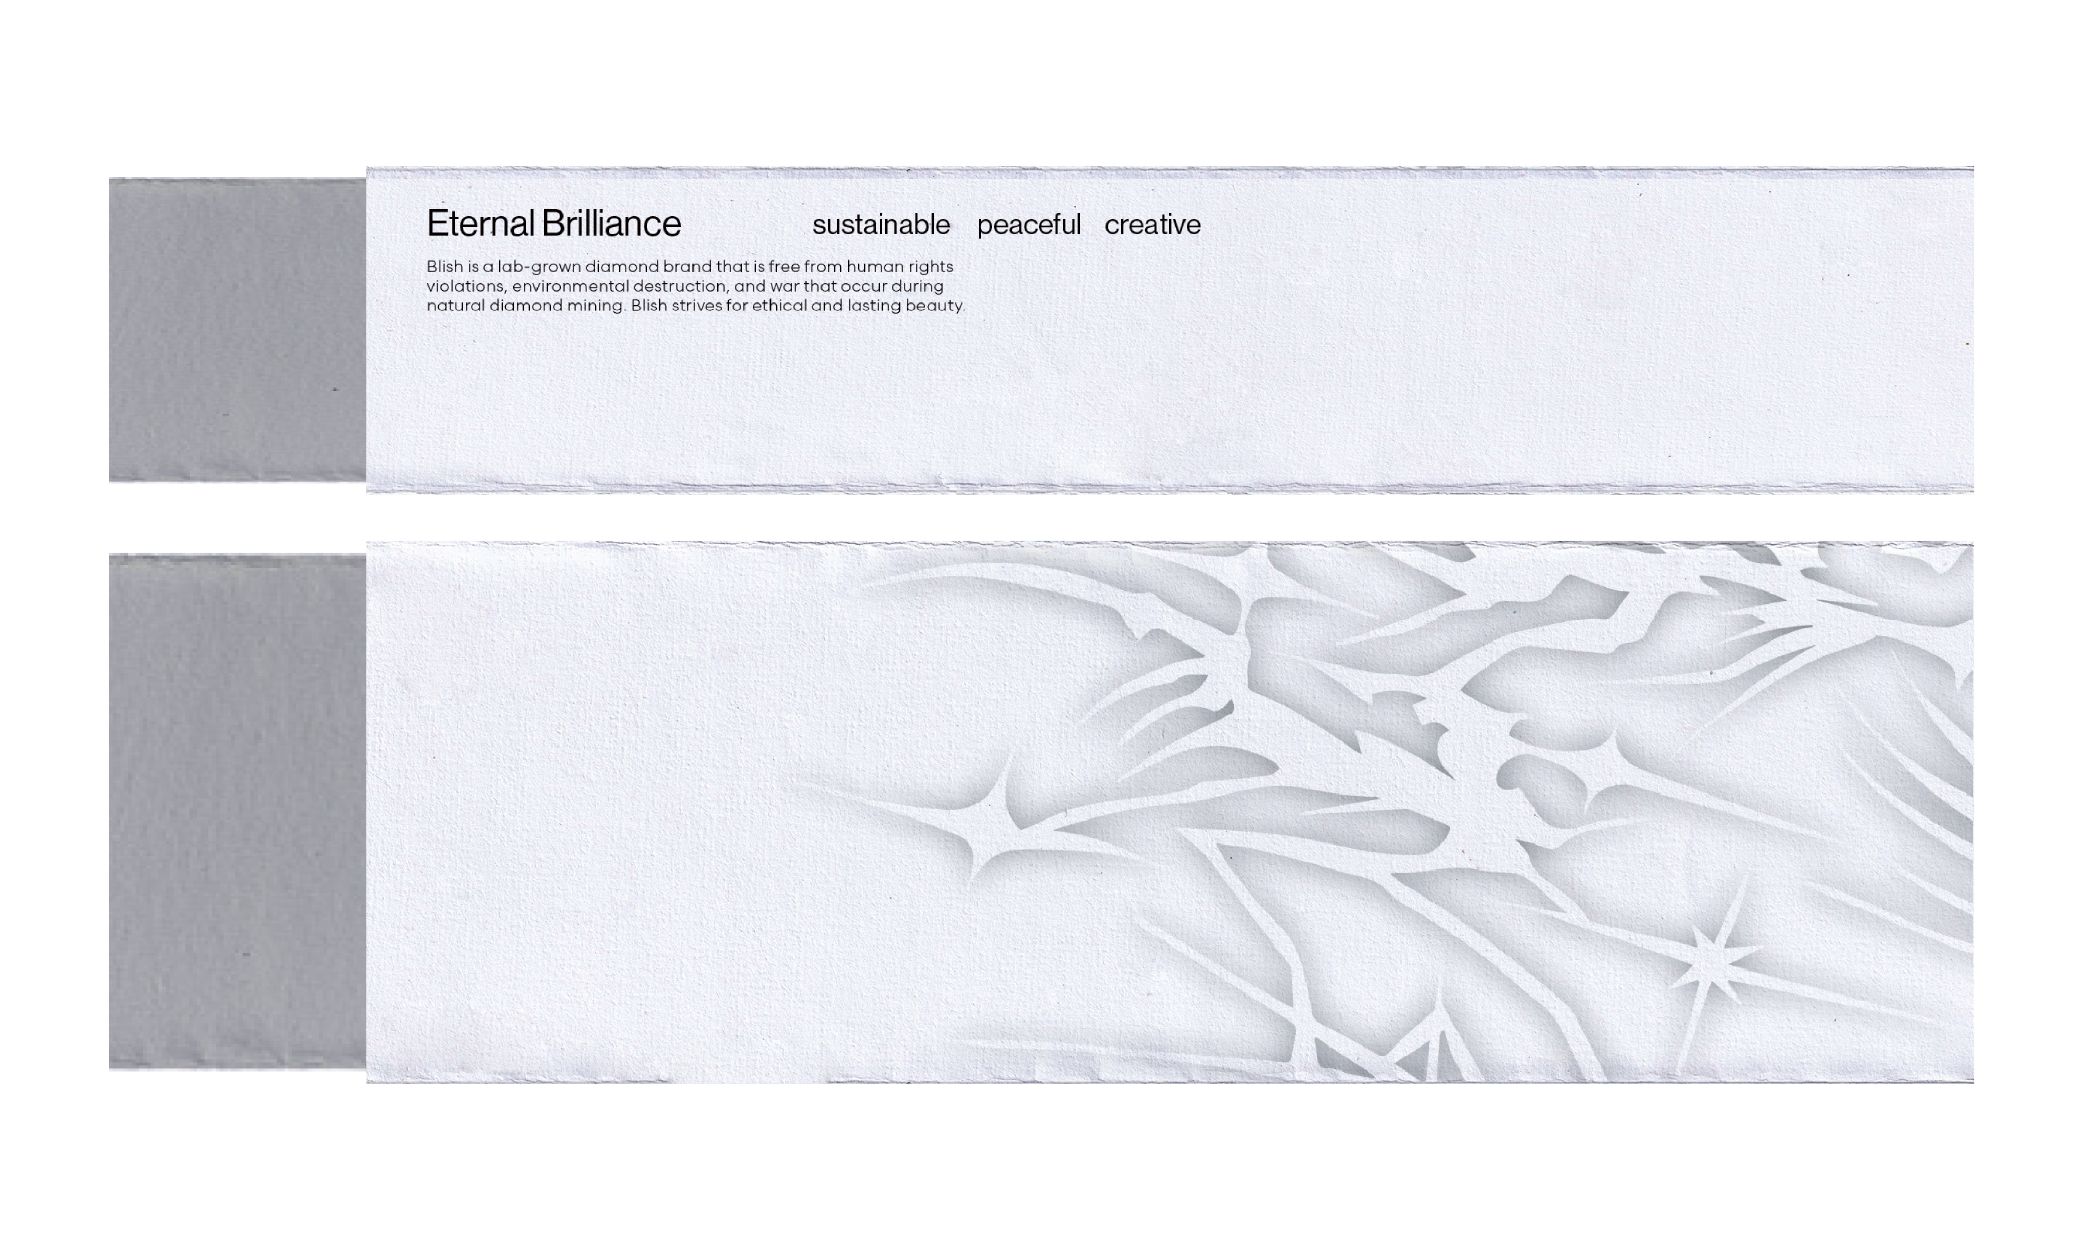 Eternal Brilliance sustainable peaceful creative
Blish is a lab-grown diamond brand that is free from human rights
violations, environmental destruction, and war that occur during
natural diamond mining. Blish strives for ethical and lasting beauty.